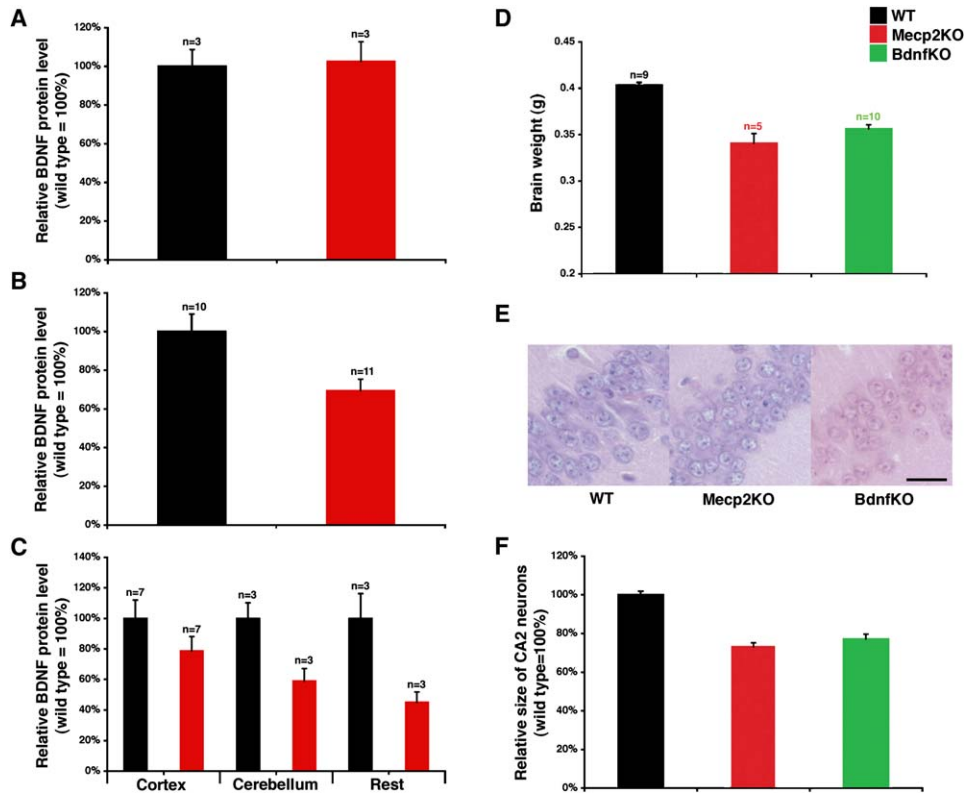 A
Relative BDNF protein level
(wild type = 100%)
120%
100%
80%
60%
40%
20%
0%
n=3
n=3
B
Relative BDNF protein level
(wild type = 100%)
120%
100%
80%
60%
40%
20%
0%
n=10
n=11
C
Relative BDNF protein level
(wild type = 100%)
140%
120%
100%
80%
60%
40%
20%
0%
n=7
n=7
n=3
n=3
n=3
n=3
Cortex
Cerebellum
Rest
D
WT
Mecp2KO
BdnfKO
Brain weight (g)
0.45
0.4
0.35
0.3
0.25
0.2
n=9
n=5
n=10
E
WT
Mecp2KO
BdnfKO
F
Relative size of CA2 neurons
(wild type=100%)
120%
100%
80%
60%
40%
20%
0%